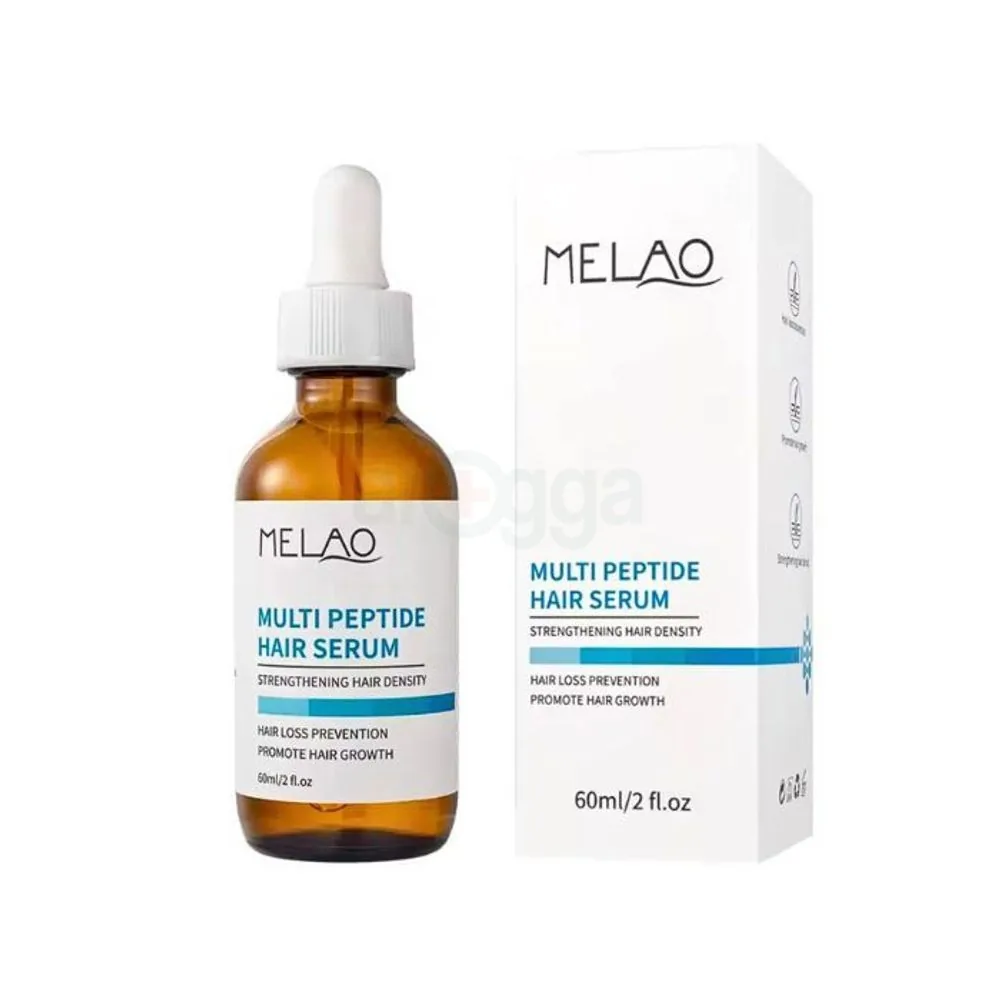 MELAO
MULTI PEPTIDE
HAIR SERUM
STRENGTHENING HAIR DENSITY
HAIR LOSS PREVENTION
PROMOTE HAIR GROWTH
60ml/2 fl.oz
MELAO
MULTI PEPTIDE
HAIR SERUM
STRENGTHENING HAIR DENSITY
HAIR LOSS PREVENTION
PROMOTE HAIR GROWTH
60ml/2 fl.oz
arogga